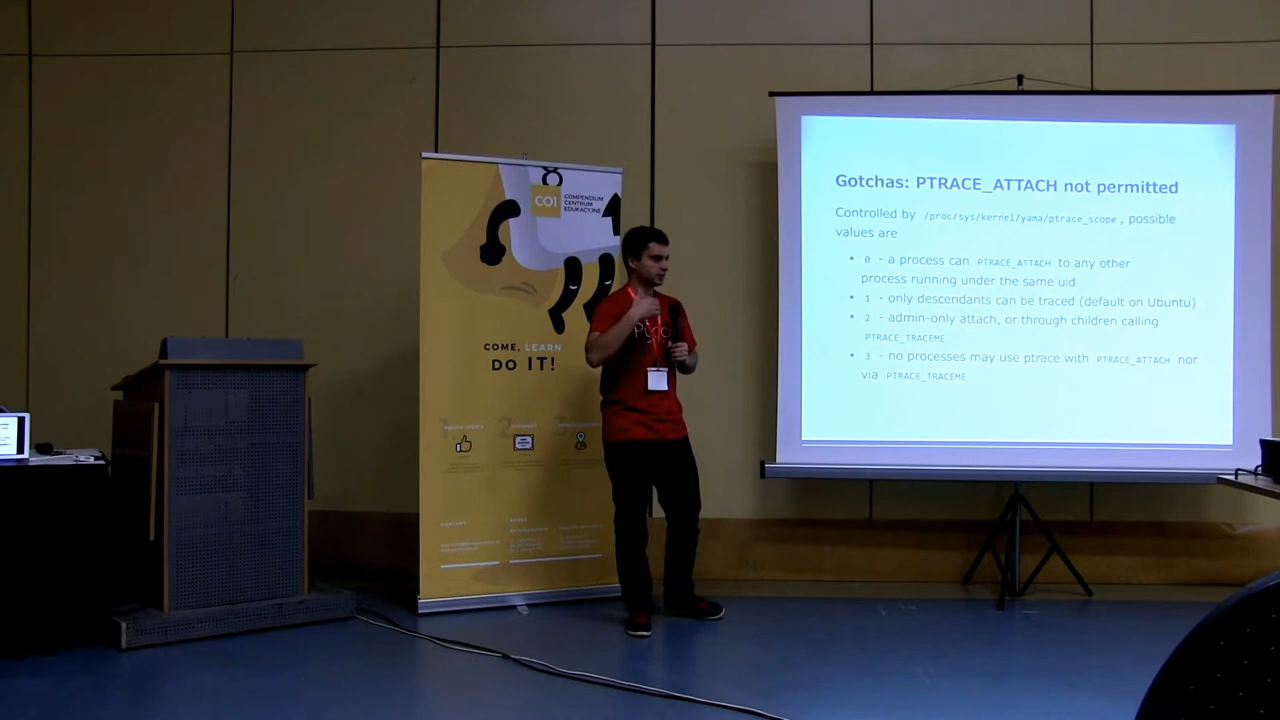 CO1
COMPENDIUM
CENTRUM
EDUKACYJNE
COME, LEARN
DO IT!
Gotchas: PTRACE_ATTACH not permitted
Controlled by /proc/sys/kernel/yama/ptrace_scope , possible
values are
• 0 - a process can PTRACE_ATTACH to any other
process running under the same uid
• 1 - only descendants can be traced (default on Ubuntu)
• 2 - admin-only attach, or through children calling
PTRACE_TRACEME
• 3 - no processes may use ptrace with PTRACE_ATTACH nor
via PTRACE_TRACEME